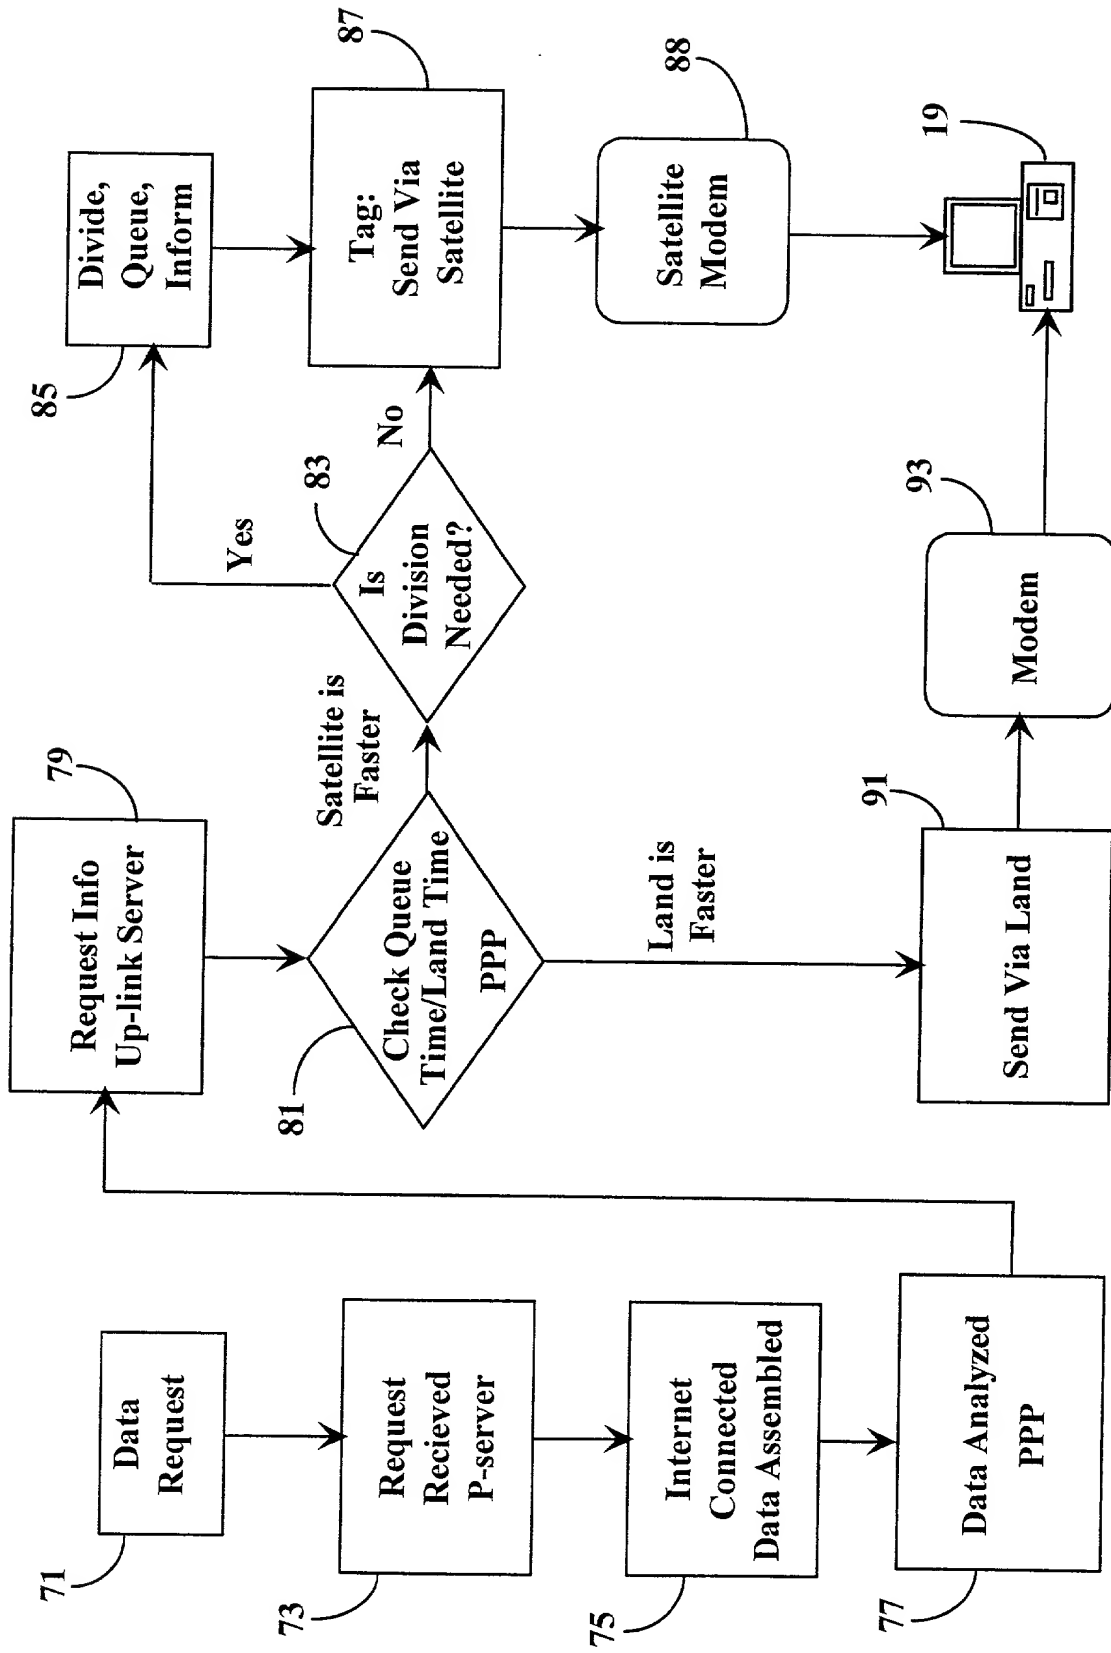 71
Data
Request
73
Request
Recieved
P-server
75
Internet
Connected
Data Assembled
77
Data Analyzed
PPP
79
Request Info
Up-link Server
81
Check Queue
Time/Land Time
PPP
Satellite is
Faster
Land is
Faster
83
Is
Division
Needed?
Yes
No
85
Divide,
Queue,
Inform
87
Tag:
Send Via
Satellite
88
Satellite
Modem
91
Send Via Land
93
Modem
19